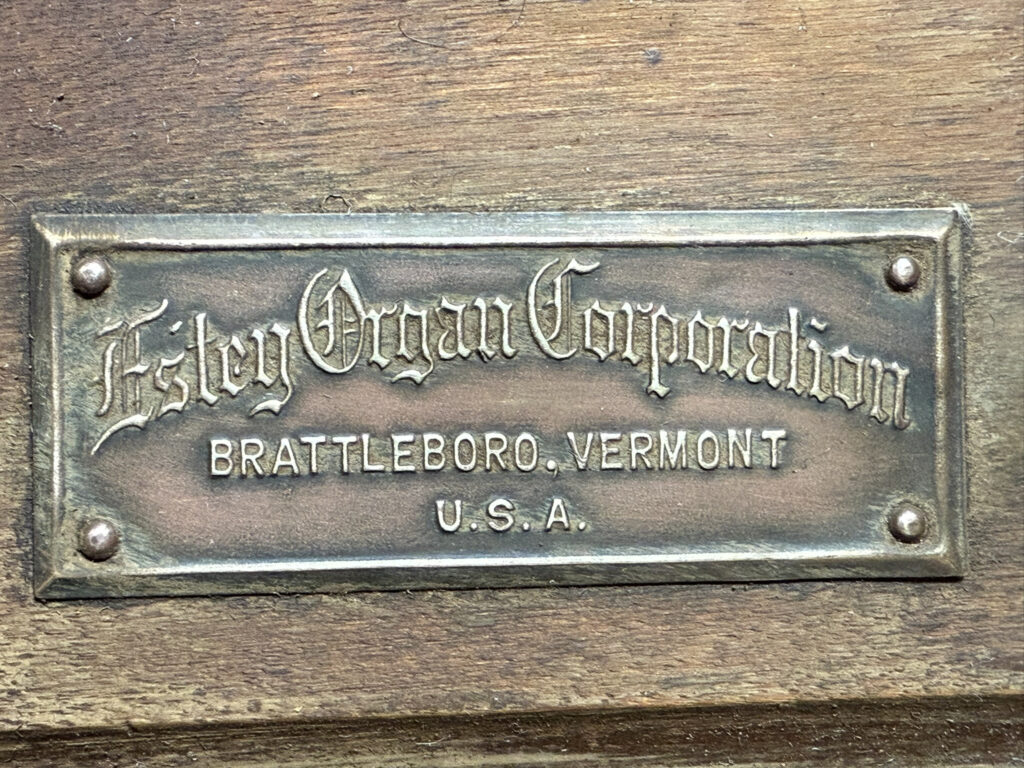 Estey Organ Corporation
BRATTLEBORO, VERMONT
U.S.A.